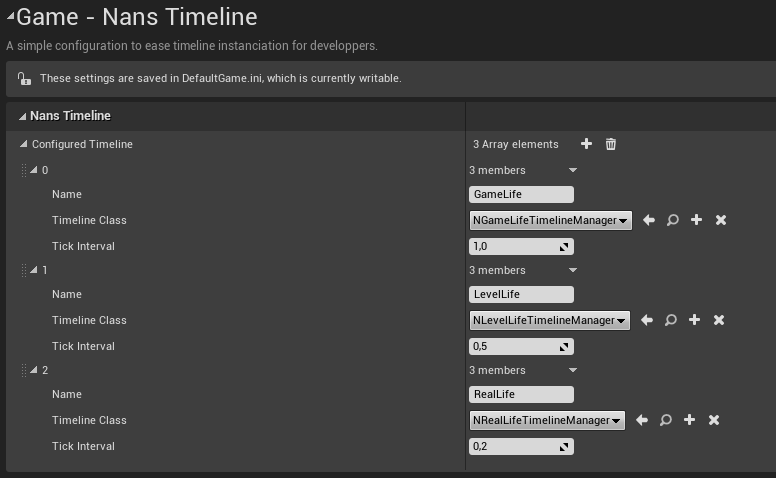 Game - Nans Timeline
A simple configuration to ease timeline instanciation for developpers.
These settings are saved in DefaultGame.ini, which is currently writable.
Nans Timeline
Configured Timeline 3 Array elements
0 3 members
Name GameLife
Timeline Class NGameLifeTimelineManager
Tick Interval 1,0
1 3 members
Name LevelLife
Timeline Class NLevelLifeTimelineManager
Tick Interval 0,5
2 3 members
Name RealLife
Timeline Class NRealLifeTimelineManager
Tick Interval 0,2